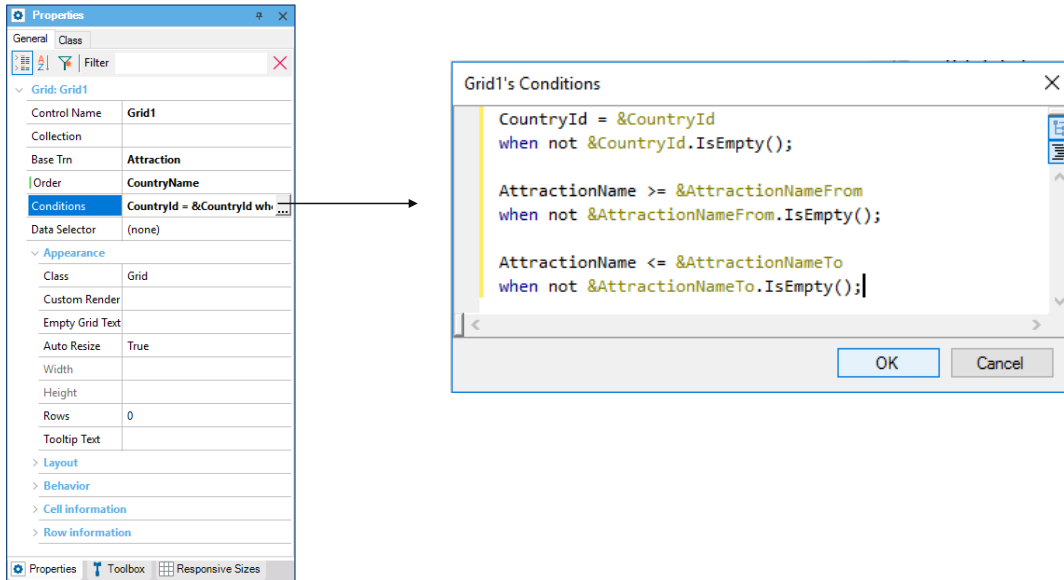 Properties
General Class
Filter
Grid: Grid1
Control Name Grid1
Collection
Base Trn Attraction
Order CountryName
Conditions CountryId = &CountryId whe ...
Data Selector (none)
Appearance
Class Grid
Custom Render
Empty Grid Text
Auto Resize True
Width
Height
Rows 0
Tooltip Text
Layout
Behavior
Cell information
Row information
Properties Toolbox Responsive Sizes
Grid1's Conditions
CountryId = &CountryId
when not &CountryId.IsEmpty();
AttractionName >= &AttractionNameFrom
when not &AttractionNameFrom.IsEmpty();
AttractionName <= &AttractionNameTo
when not &AttractionNameTo.IsEmpty();
OK Cancel